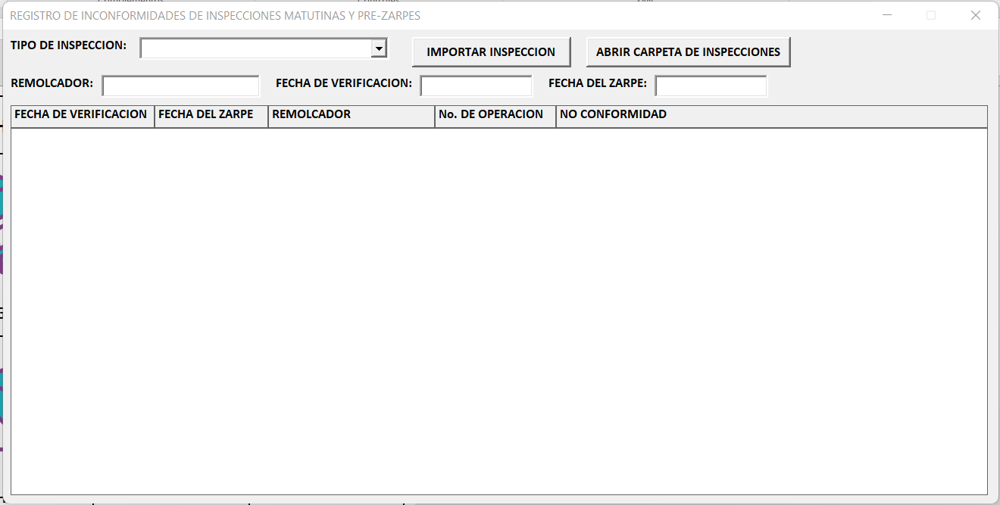 REGISTRO DE INCONFORMIDADES DE INSPECCIONES MATUTINAS Y PRE-ZARPES
TIPO DE INSPECCION:
IMPORTAR INSPECCION
ABRIR CARPETA DE INSPECCIONES
REMOLCADOR:
FECHA DE VERIFICACION:
FECHA DEL ZARPE:
FECHA DE VERIFICACION
FECHA DEL ZARPE
REMOLCADOR
No. DE OPERACION
NO CONFORMIDAD